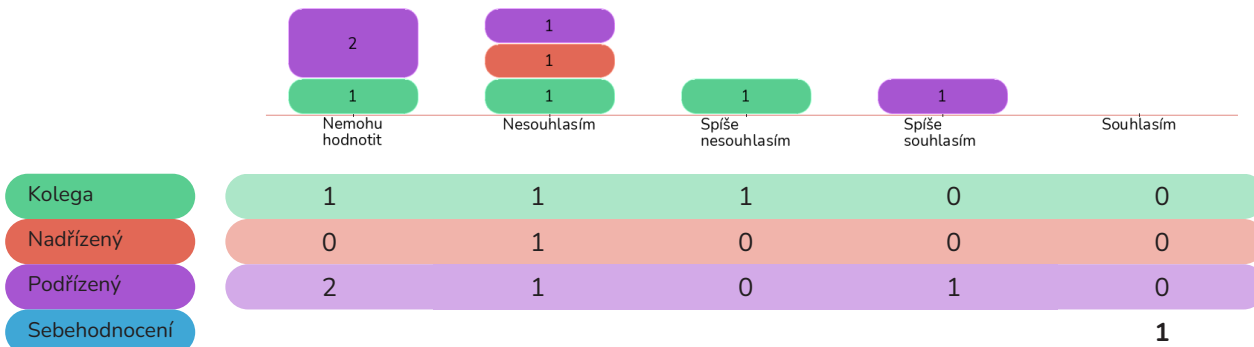 2
1
1
1
1
1
1
Nemohu
hodnotit
Nesouhlasím
Spíše
nesouhlasím
Spíše
souhlasím
Souhlasím
Kolega 1 1 1 0 0
Nadřízený 0 1 0 0 0
Podřízený 2 1 0 1 0
Sebehodnocení 1